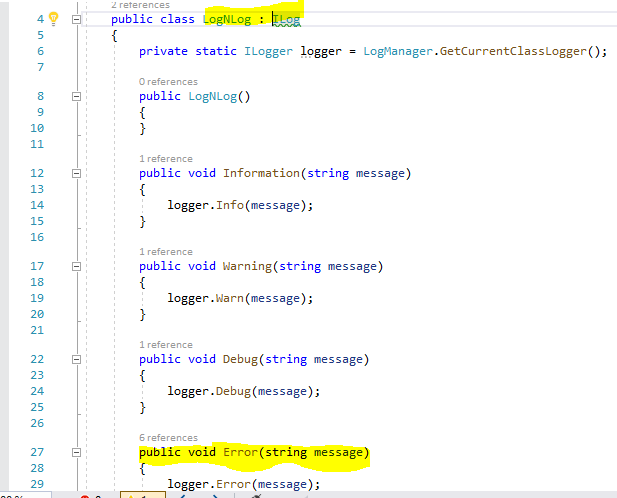 2 references
4 public class LogNLog : ILog
5 {
6 private static ILogger logger = LogManager.GetCurrentClassLogger();
7
0 references
8 public LogNLog()
9 {
10 }
11
1 reference
12 public void Information(string message)
13 {
14 logger.Info(message);
15 }
16
1 reference
17 public void Warning(string message)
18 {
19 logger.Warn(message);
20 }
21
1 reference
22 public void Debug(string message)
23 {
24 logger.Debug(message);
25 }
26
6 references
27 public void Error(string message)
28 {
29 logger.Error(message);